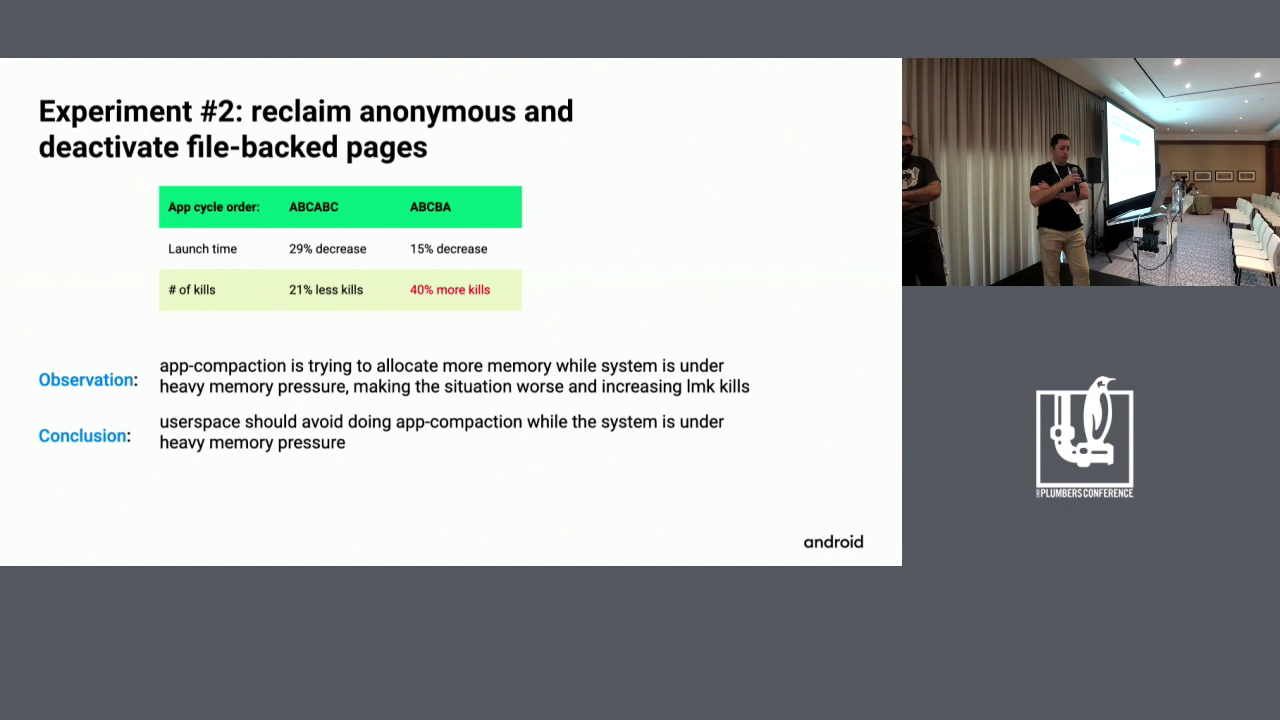 Experiment #2: reclaim anonymous and
deactivate file-backed pages
App cycle order: ABCABC ABCBA
Launch time 29% decrease 15% decrease
# of kills 21% less kills 40% more kills
Observation: app-compaction is trying to allocate more memory while system is under
heavy memory pressure, making the situation worse and increasing lmk kills
Conclusion: userspace should avoid doing app-compaction while the system is under
heavy memory pressure
android
PLUMBERS CONFERENCE